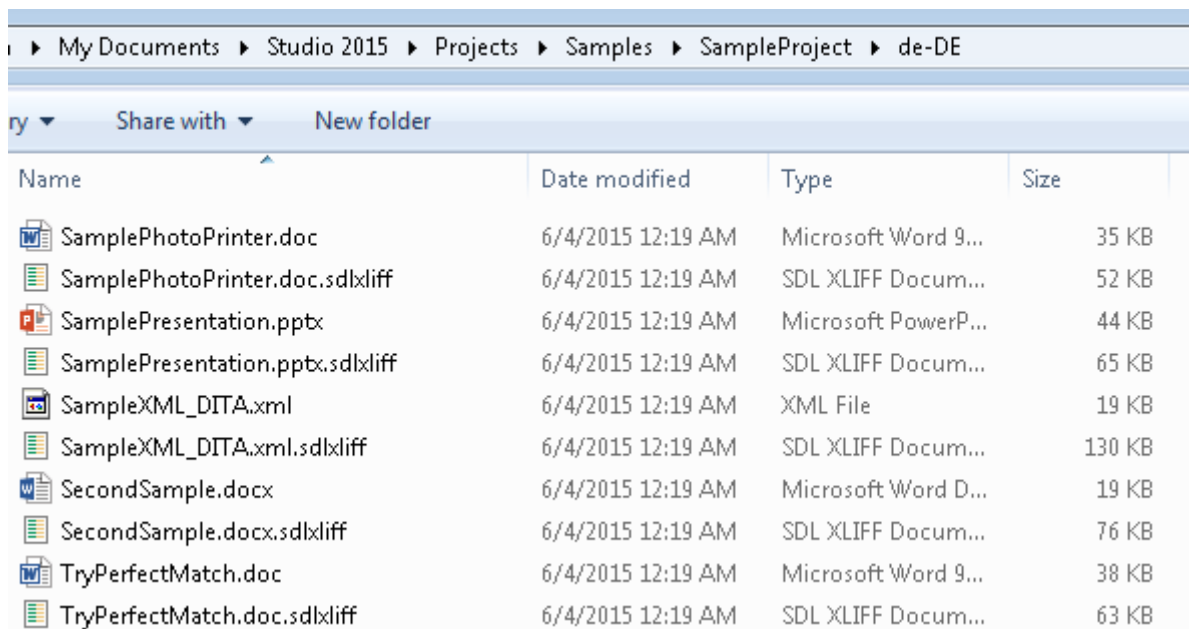 My Documents Studio 2015 Projects Samples SampleProject de-DE
ry Share with New folder
Name Date modified Type Size
SamplePhotoPrinter.doc 6/4/2015 12:19 AM Microsoft Word 9... 35 KB
SamplePhotoPrinter.doc.sdlxliff 6/4/2015 12:19 AM SDL XLIFF Docum... 52 KB
SamplePresentation.pptx 6/4/2015 12:19 AM Microsoft PowerP... 44 KB
SamplePresentation.pptx.sdlxliff 6/4/2015 12:19 AM SDL XLIFF Docum... 65 KB
SampleXML_DITA.xml 6/4/2015 12:19 AM XML File 19 KB
SampleXML_DITA.xml.sdlxliff 6/4/2015 12:19 AM SDL XLIFF Docum... 130 KB
SecondSample.docx 6/4/2015 12:19 AM Microsoft Word D... 19 KB
SecondSample.docx.sdlxliff 6/4/2015 12:19 AM SDL XLIFF Docum... 76 KB
TryPerfectMatch.doc 6/4/2015 12:19 AM Microsoft Word 9... 38 KB
TryPerfectMatch.doc.sdlxliff 6/4/2015 12:19 AM SDL XLIFF Docum... 63 KB